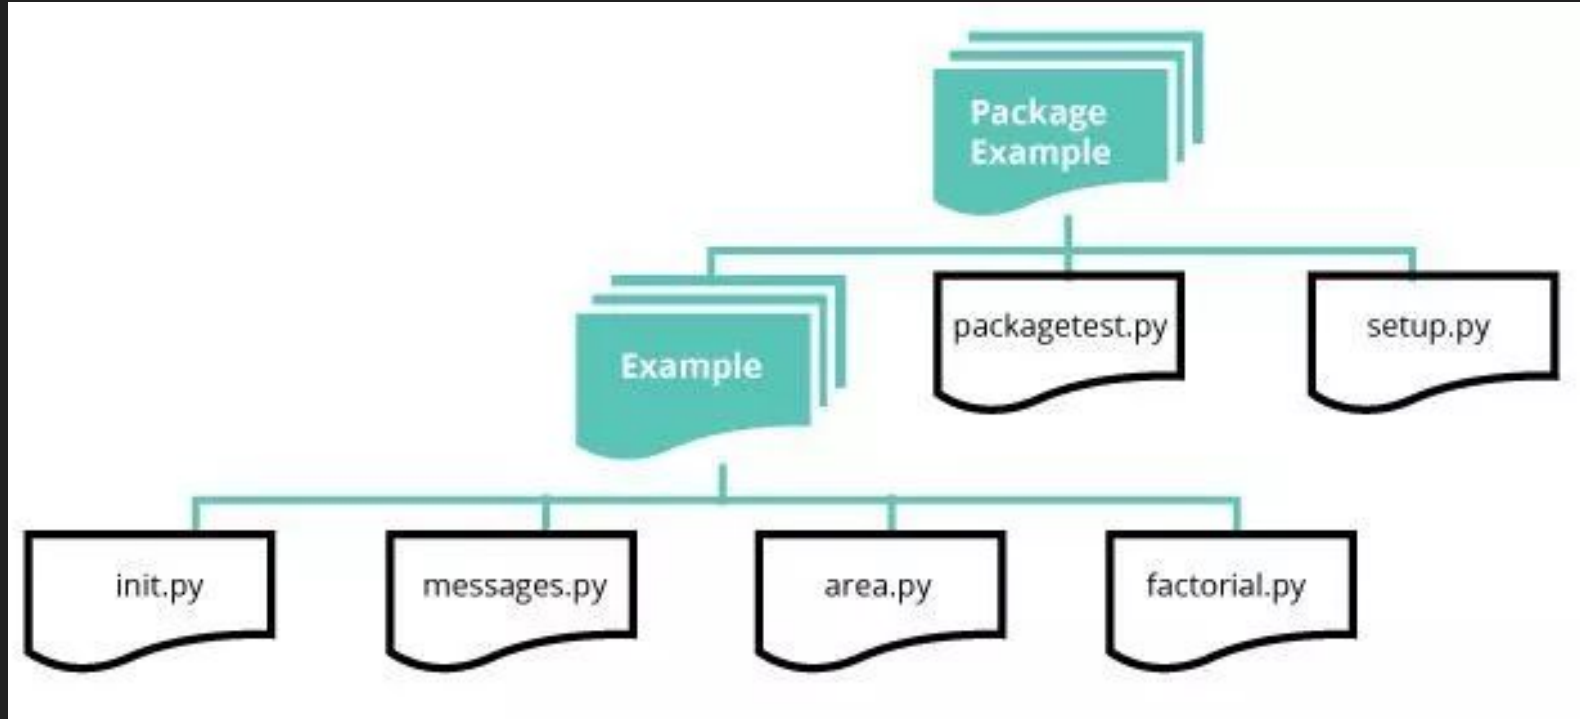 Package
Example
Example
packagetest.py
setup.py
init.py
messages.py
area.py
factorial.py